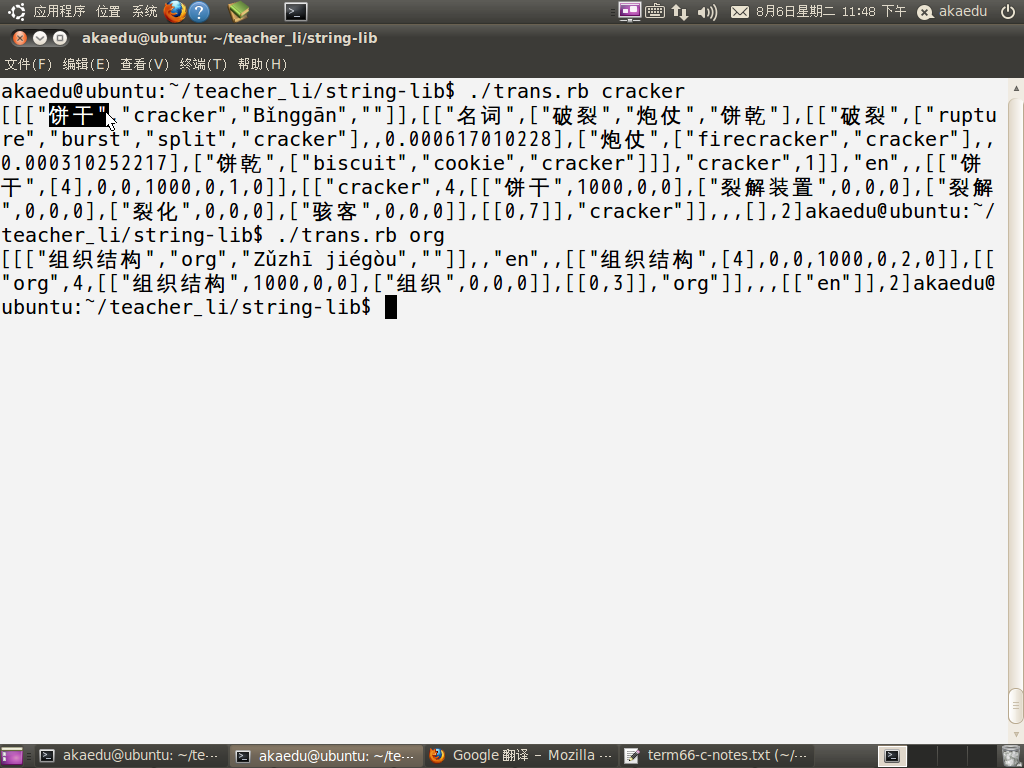 应用程序 位置 系统 8月6日星期二 11:48 下午 akaedu
akaedu@ubuntu: ~/teacher_li/string-lib
文件(F) 编辑(E) 查看(V) 终端(T) 帮助(H)
akaedu@ubuntu:~/teacher_li/string-lib$ ./trans.rb cracker
[[["饼干","cracker","Bǐnggān",""]],[["名词",["破裂","炮仗","饼乾"],[["破裂",["ruptu
re","burst","split","cracker"],,0.000617010228],["炮仗",["firecracker","cracker"],,
0.000310252217],["饼乾",["biscuit","cookie","cracker"]]],"cracker",1]],"en",,[["饼
干",[4],0,0,1000,0,1,0]],[["cracker",4,[["饼干",1000,0,0],["裂解装置",0,0,0],["裂解
",0,0,0],["裂化",0,0,0],["骇客",0,0,0]],[[0,7]],"cracker"]],,,[],2]akaedu@ubuntu:~/
teacher_li/string-lib$ ./trans.rb org
[[["组织结构","org","Zǔzhī jiégòu",""]],,"en",,[["组织结构",[4],0,0,1000,0,2,0]],[[
"org",4,[["组织结构",1000,0,0],["组织",0,0,0]],[[0,3]],"org"]],,,[["en"]],2]akaedu@
ubuntu:~/teacher_li/string-lib$
akaedu@ubuntu: ~/te··· akaedu@ubuntu: ~/te··· Google 翻译 – Mozilla ··· term66-c-notes.txt (~/···